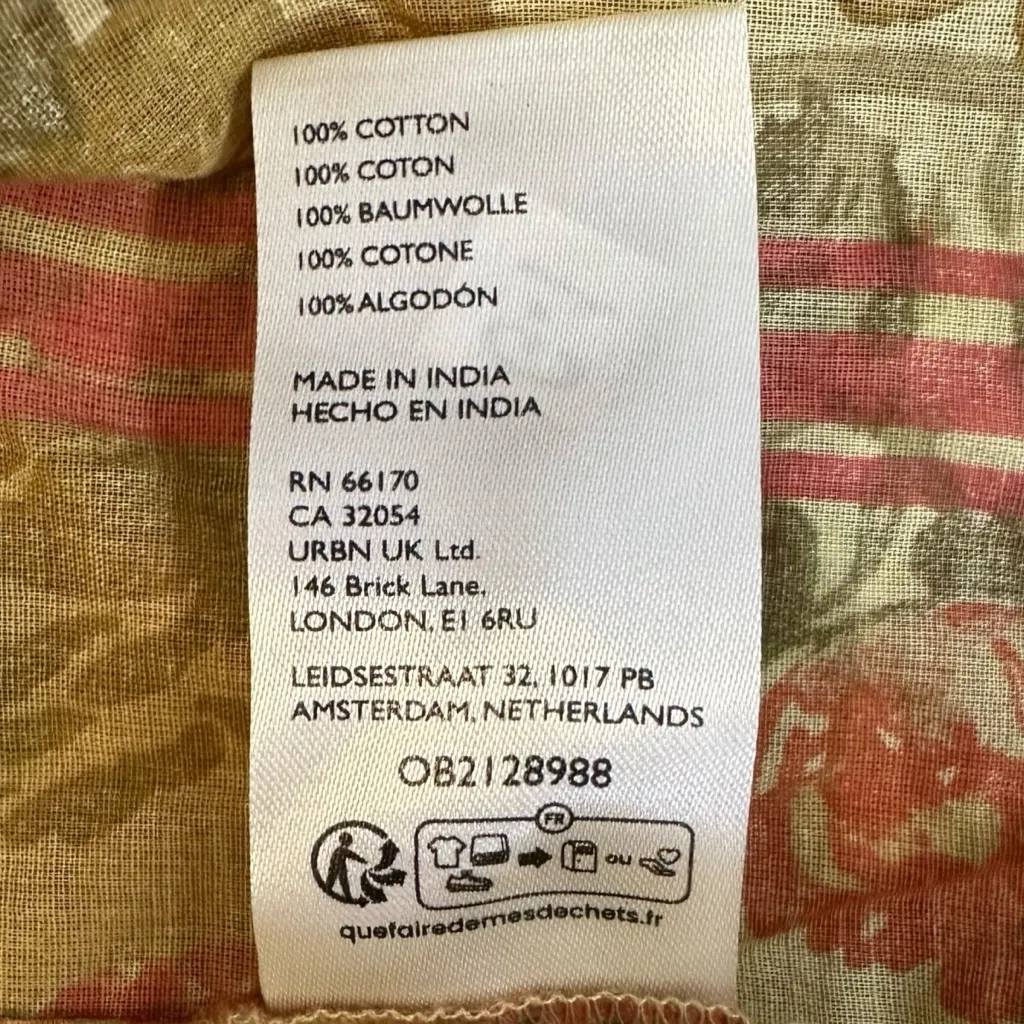 100% COTTON
100% COTON
100% BAUMWOLLE
100% COTONE
100% ALGODÓN
MADE IN INDIA
HECHO EN INDIA
RN 66170
CA 32054
URBN UK Ltd.
146 Brick Lane,
LONDON, E1 6RU
LEIDSESTRAAT 32, 1017 PB
AMSTERDAM, NETHERLANDS
OB2128988
FR
OU
quefairedemesdechets.fr